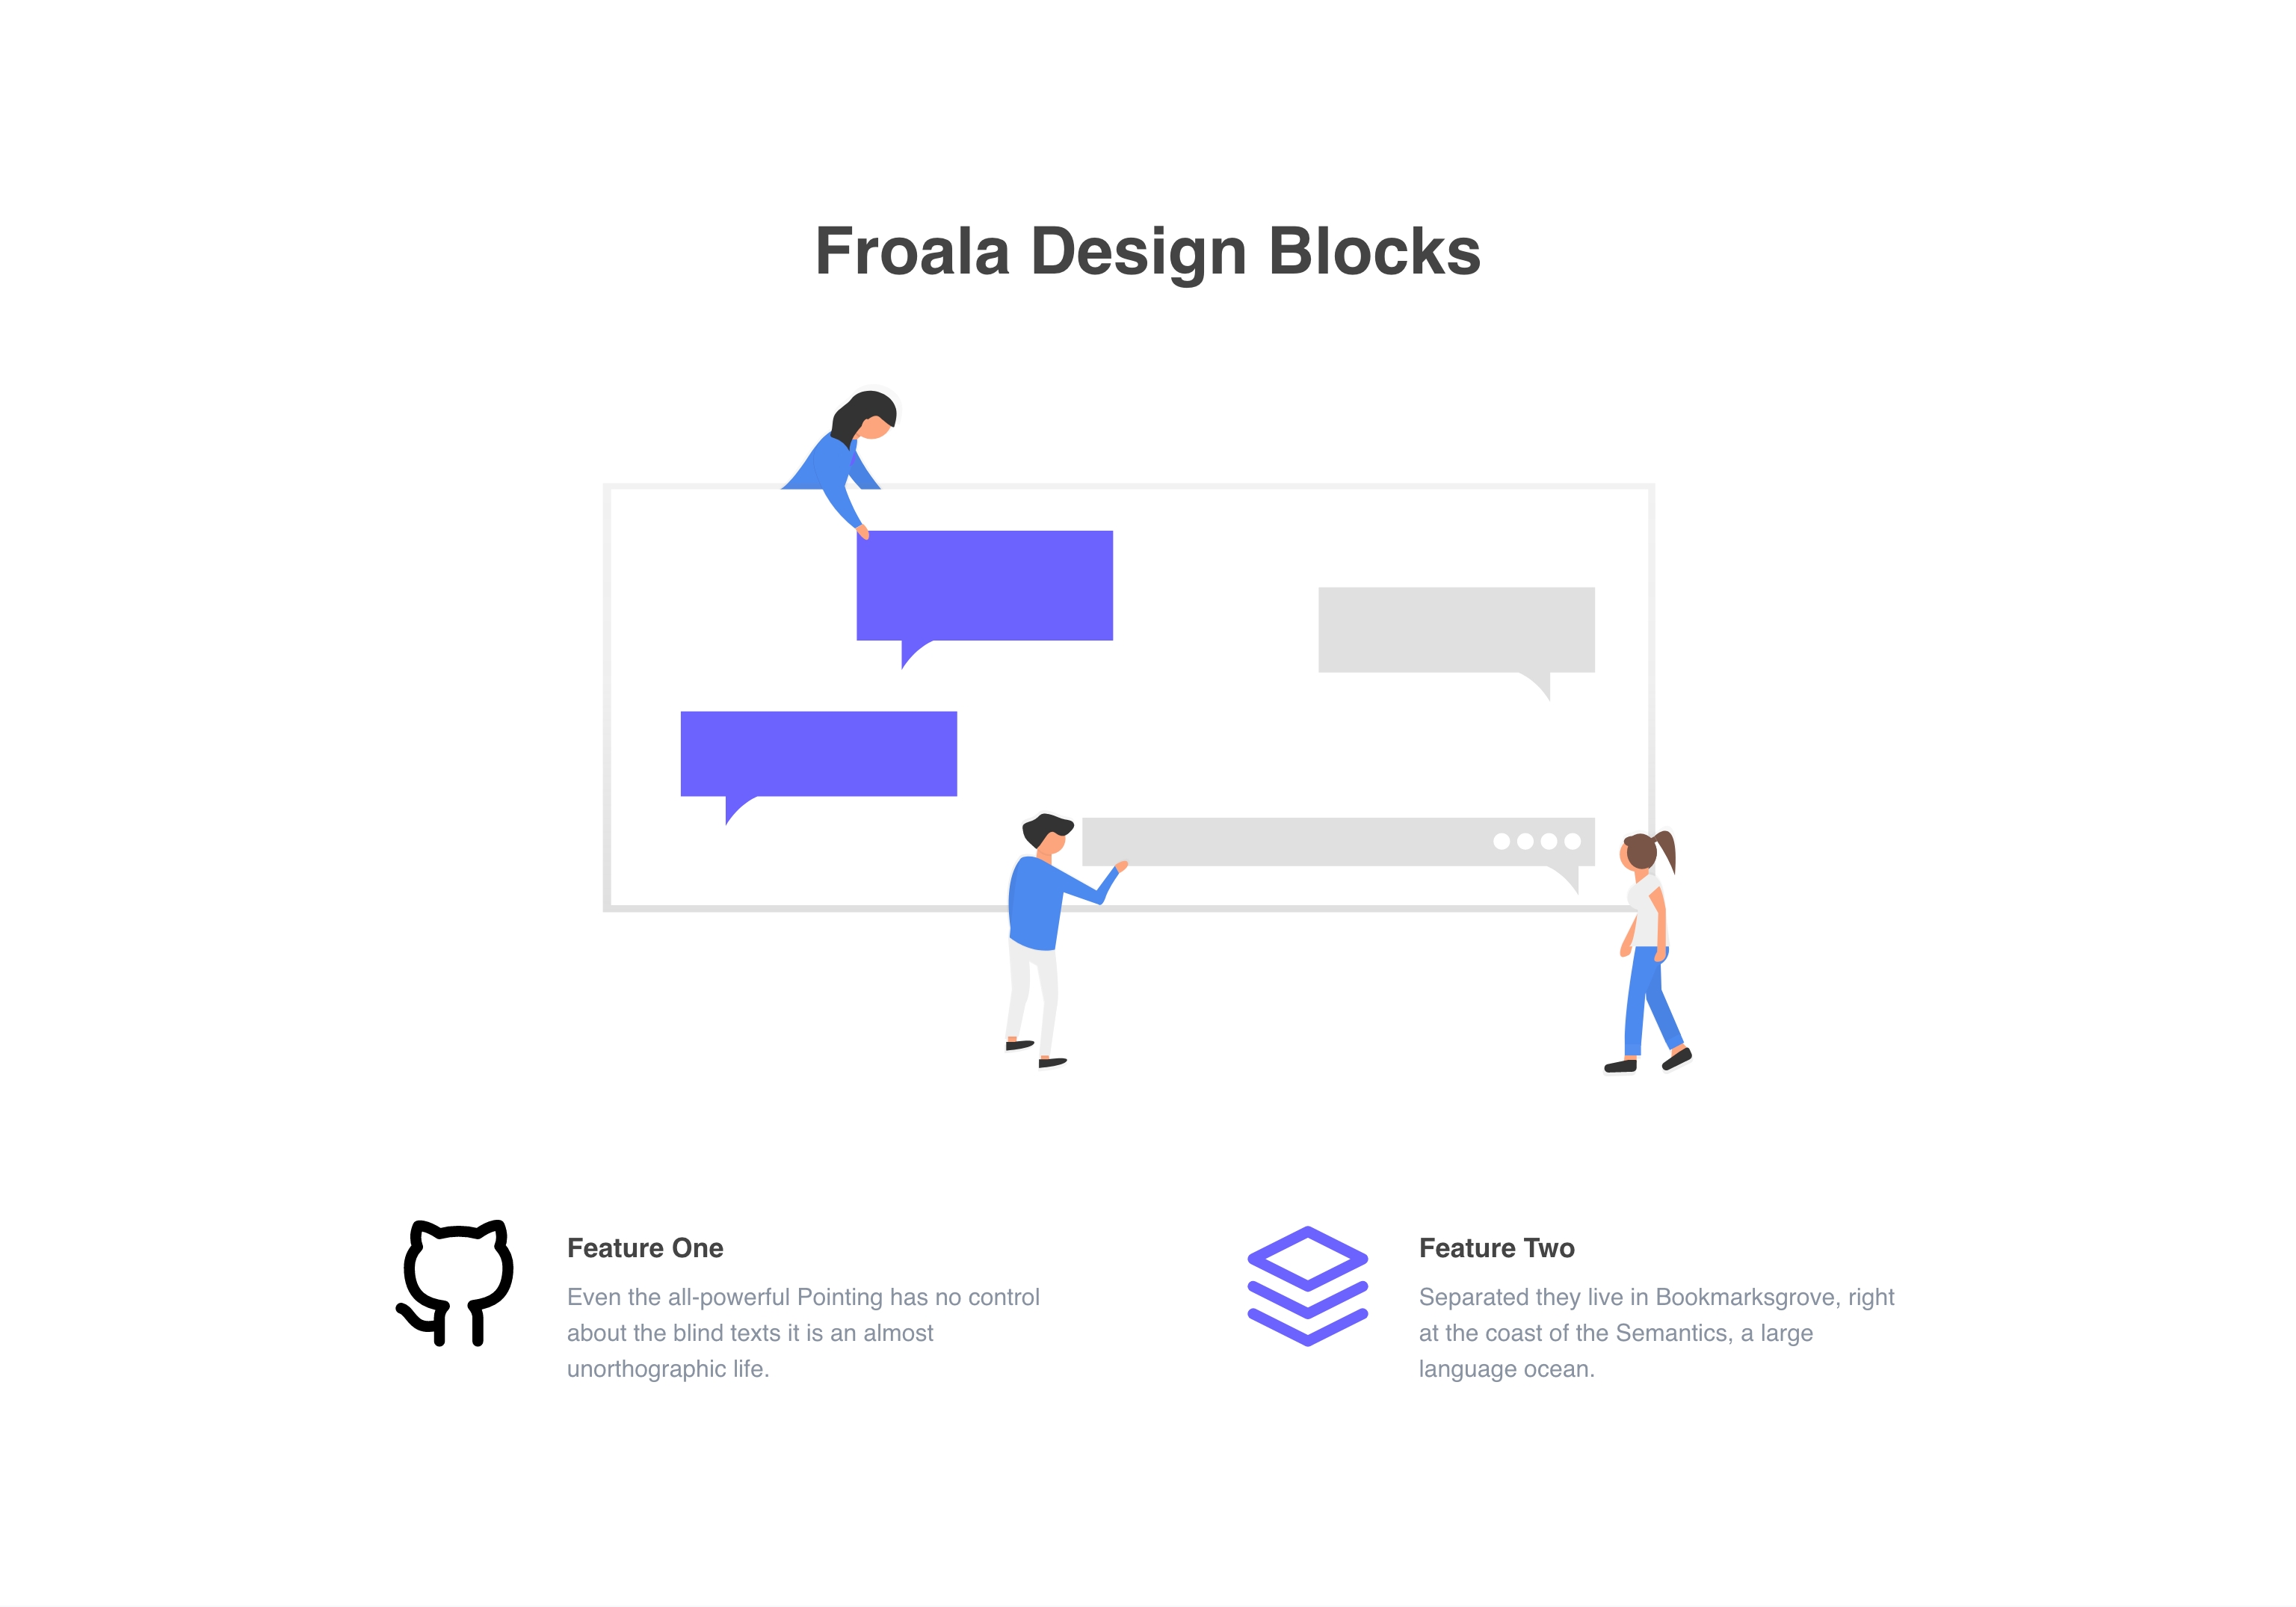 Froala Design Blocks
Feature One
Even the all-powerful Pointing has no control
about the blind texts it is an almost
unorthographic life.
Feature Two
Separated they live in Bookmarksgrove, right
at the coast of the Semantics, a large
language ocean.